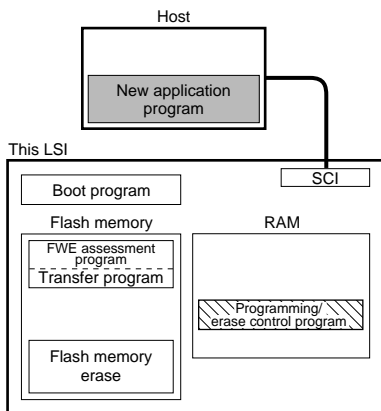 Host
New application
program
This LSI
SCI
Boot program
Flash memory
RAM
FWE assessment
program
Transfer program
Programming/
erase control program
Flash memory
erase